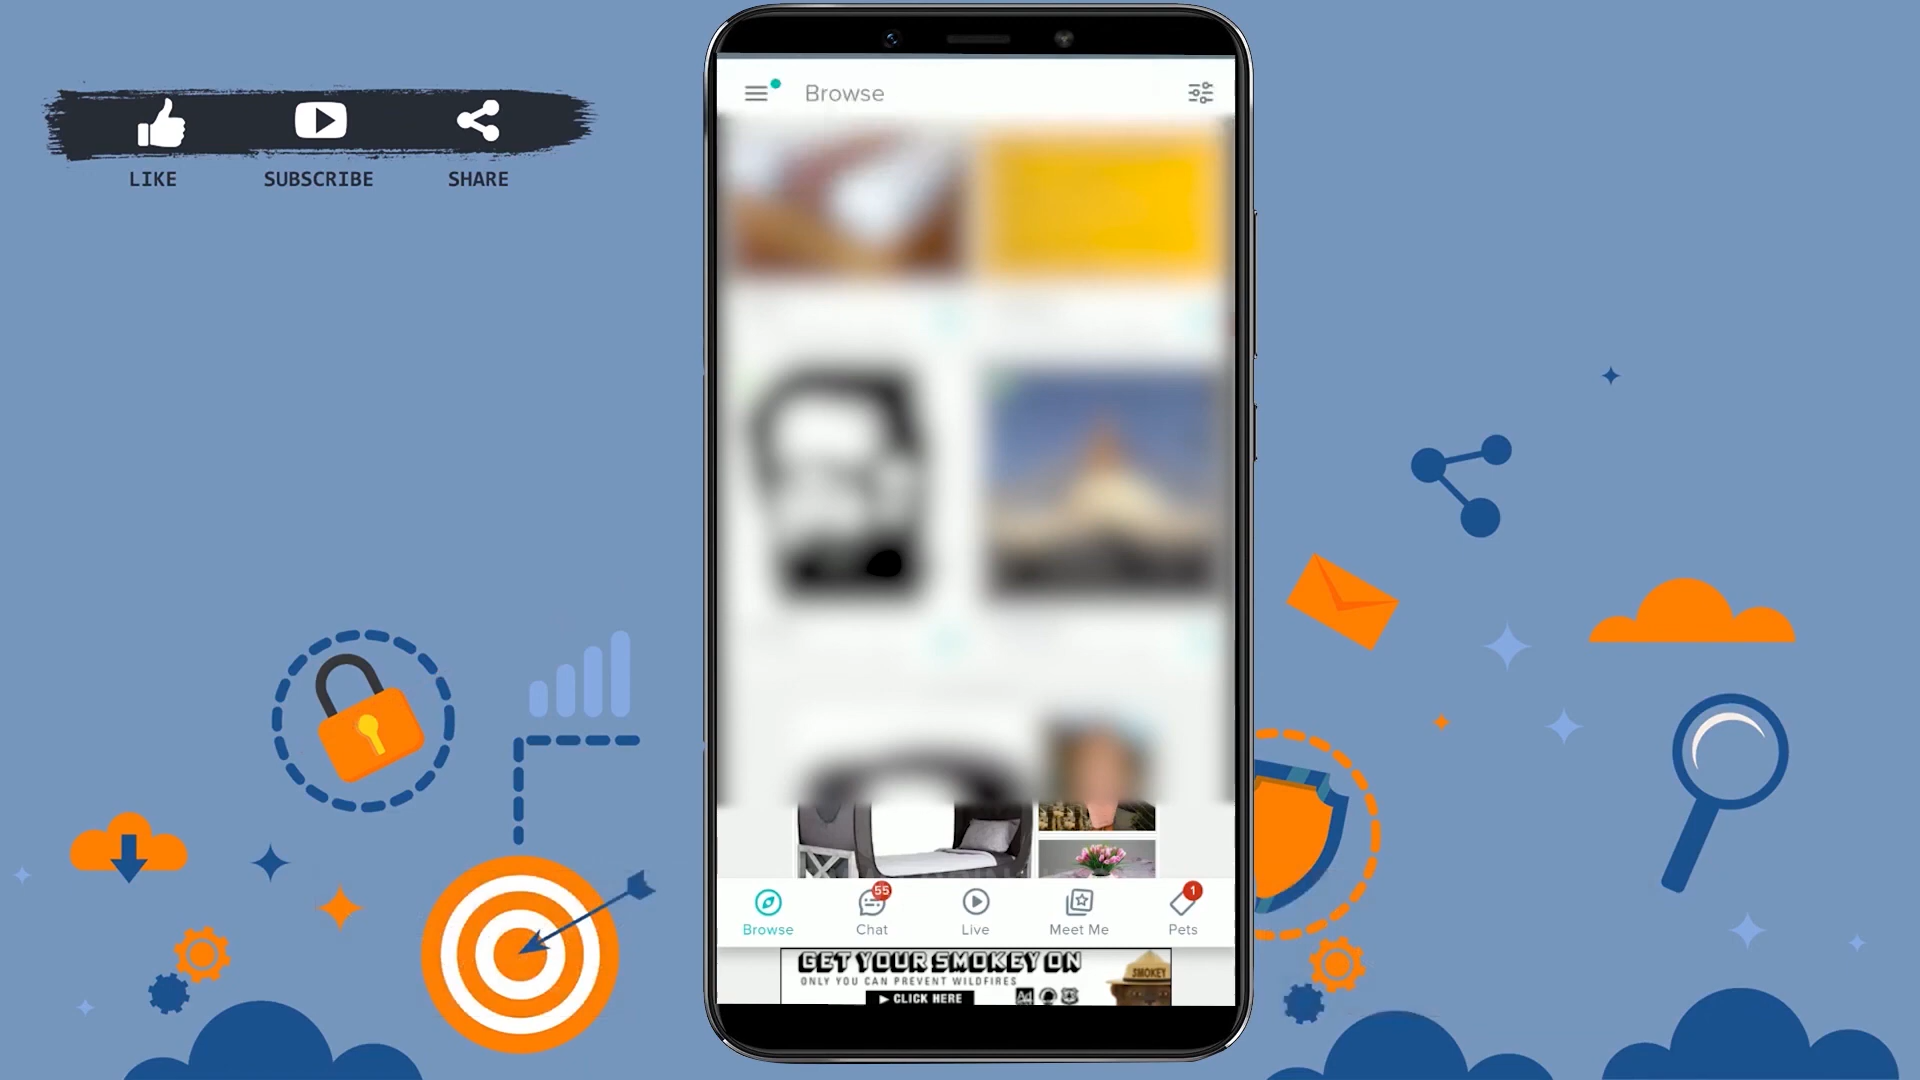 LIKE SUBSCRIBE SHARE
Browse
55
1
Browse Chat Live Meet Me Pets
GET YOUR SMOKEY ON
ONLY YOU CAN PREVENT WILDFIRES
CLICK HERE
Ad
SMOKEY